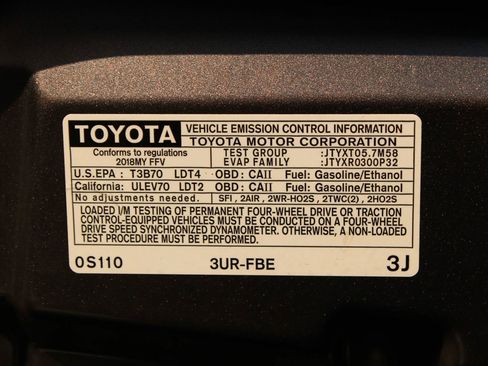 TOYOTA VEHICLE EMISSION CONTROL INFORMATION
TOYOTA MOTOR CORPORATION
Conforms to regulations
2018MY FFV
TEST GROUP :JTYXT05.7M58
EVAP FAMILY :JTYXR0300P32
U.S.EPA : T3B70 LDT4 OBD: CAII Fuel: Gasoline/Ethanol
California: ULEV70 LDT2 OBD: CAII Fuel: Gasoline/Ethanol
No adjustments needed. SFI, 2AIR, 2WR-HO2S, 2TWC(2), 2HO2S
LOADED I/M TESTING OF PERMANENT FOUR-WHEEL DRIVE OR TRACTION
CONTROL-EQUIPPED VEHICLES MUST BE CONDUCTED ON A FOUR-WHEEL
DRIVE SPEED SYNCHRONIZED DYNAMOMETER. OTHERWISE, A NON-LOADED
TEST PROCEDURE MUST BE PERFORMED.
0S110 3UR-FBE 3J